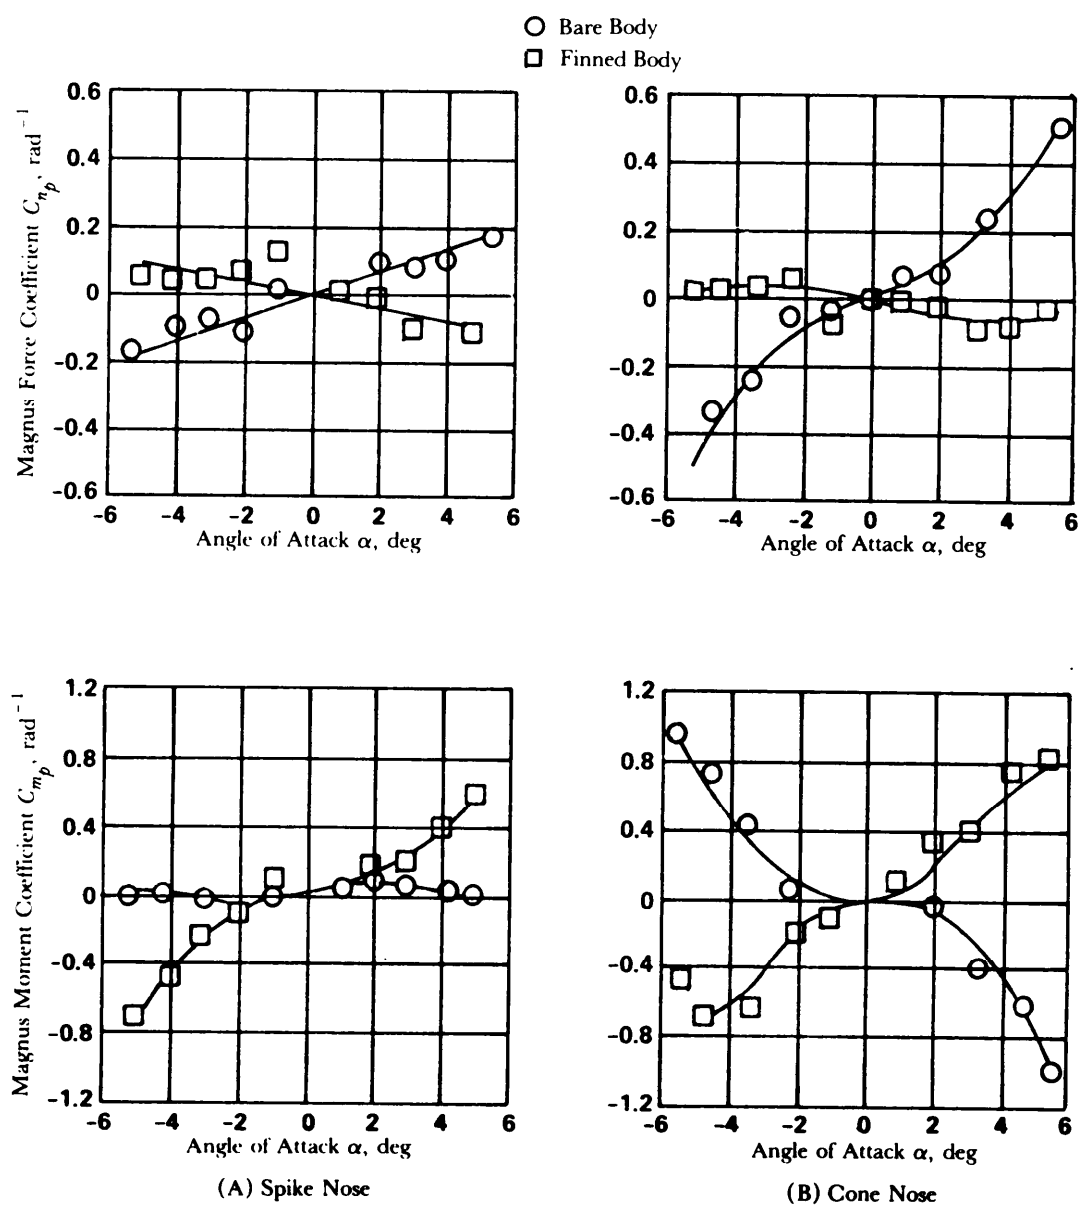 Bare Body
Finned Body
Magnus Force Coefficient C_{n_p}, rad^{-1}
0.6
0.4
0.2
0
-0.2
-0.4
-0.6
-6 -4 -2 0 2 4 6
Angle of Attack α, deg
0.6
0.4
0.2
0
-0.2
-0.4
-0.6
-6 -4 -2 0 2 4 6
Angle of Attack α, deg
Magnus Moment Coefficient C_{m_p}, rad^{-1}
1.2
0.8
0.4
0
-0.4
-0.8
-1.2
-6 -4 -2 0 2 4 6
Angle of Attack α, deg
(A) Spike Nose
1.2
0.8
0.4
0
-0.4
-0.8
-1.2
-6 -4 -2 0 2 4 6
Angle of Attack α, deg
(B) Cone Nose